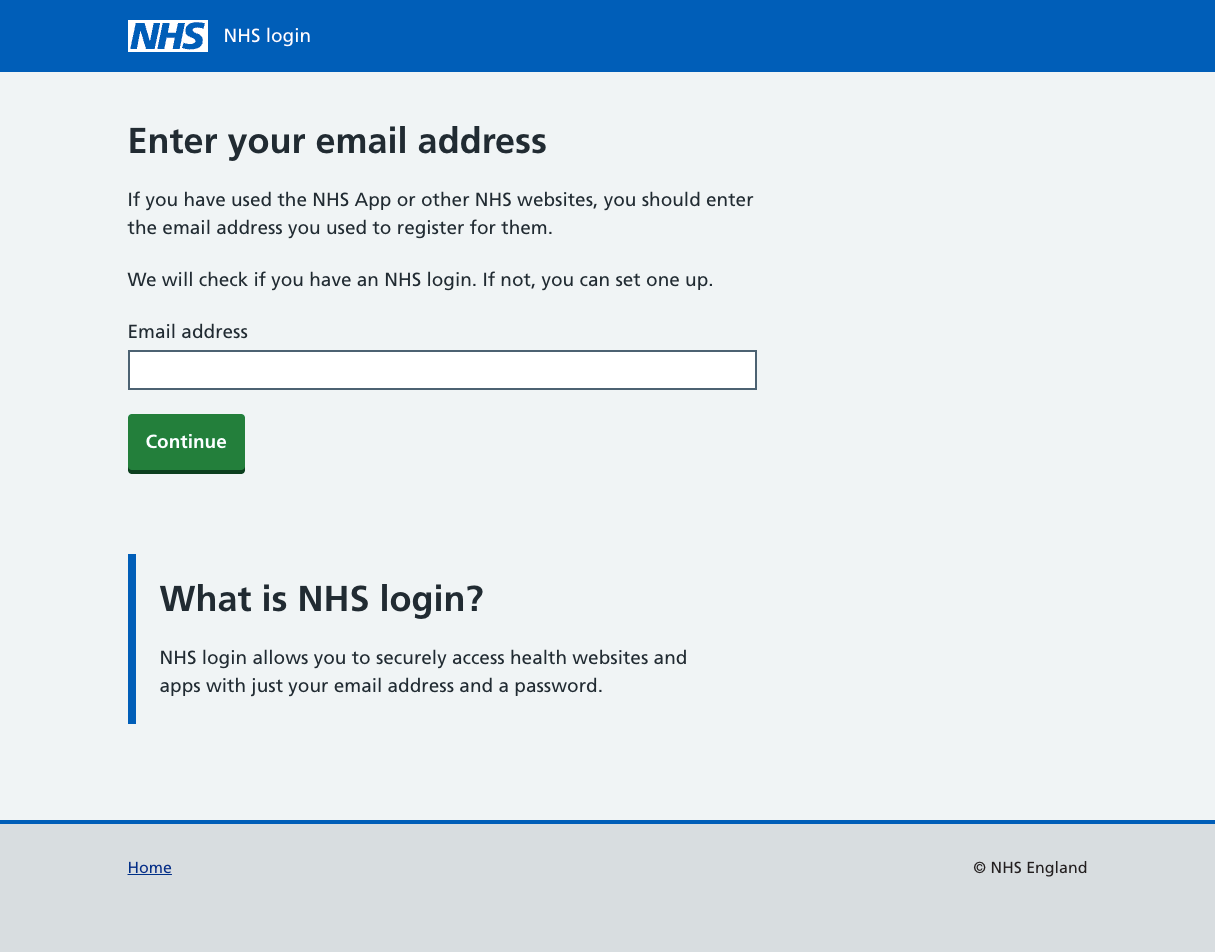 NHS NHS login
Enter your email address
If you have used the NHS App or other NHS websites, you should enter
the email address you used to register for them.
We will check if you have an NHS login. If not, you can set one up.
Email address
Continue
What is NHS login?
NHS login allows you to securely access health websites and
apps with just your email address and a password.
Home
© NHS England